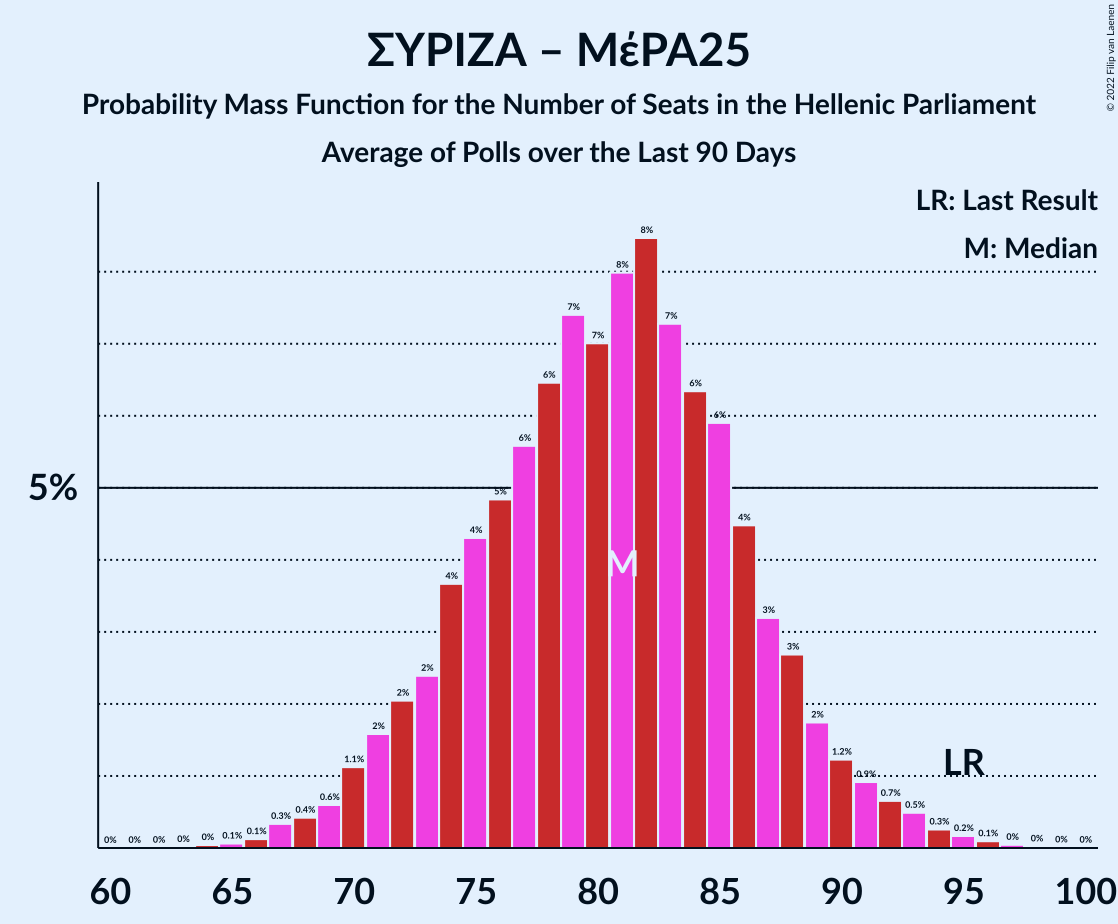 ΣΥΡΙΖΑ – ΜέΡΑ25
Probability Mass Function for the Number of Seats in the Hellenic Parliament
Average of Polls over the Last 90 Days
© 2022 Filip van Laenen
LR: Last Result
M: Median
5%
0% 0% 0% 0% 0% 0.1% 0.1% 0.3% 0.4% 0.6% 1.1% 2% 2% 2% 4% 4% 5% 6% 6% 7% 7% 8% 8% 7% 6% 6% 4% 3% 3% 2% 1.2% 0.9% 0.7% 0.5% 0.3% 0.2% 0.1% 0% 0% 0% 0%
M
LR
60 65 70 75 80 85 90 95 100